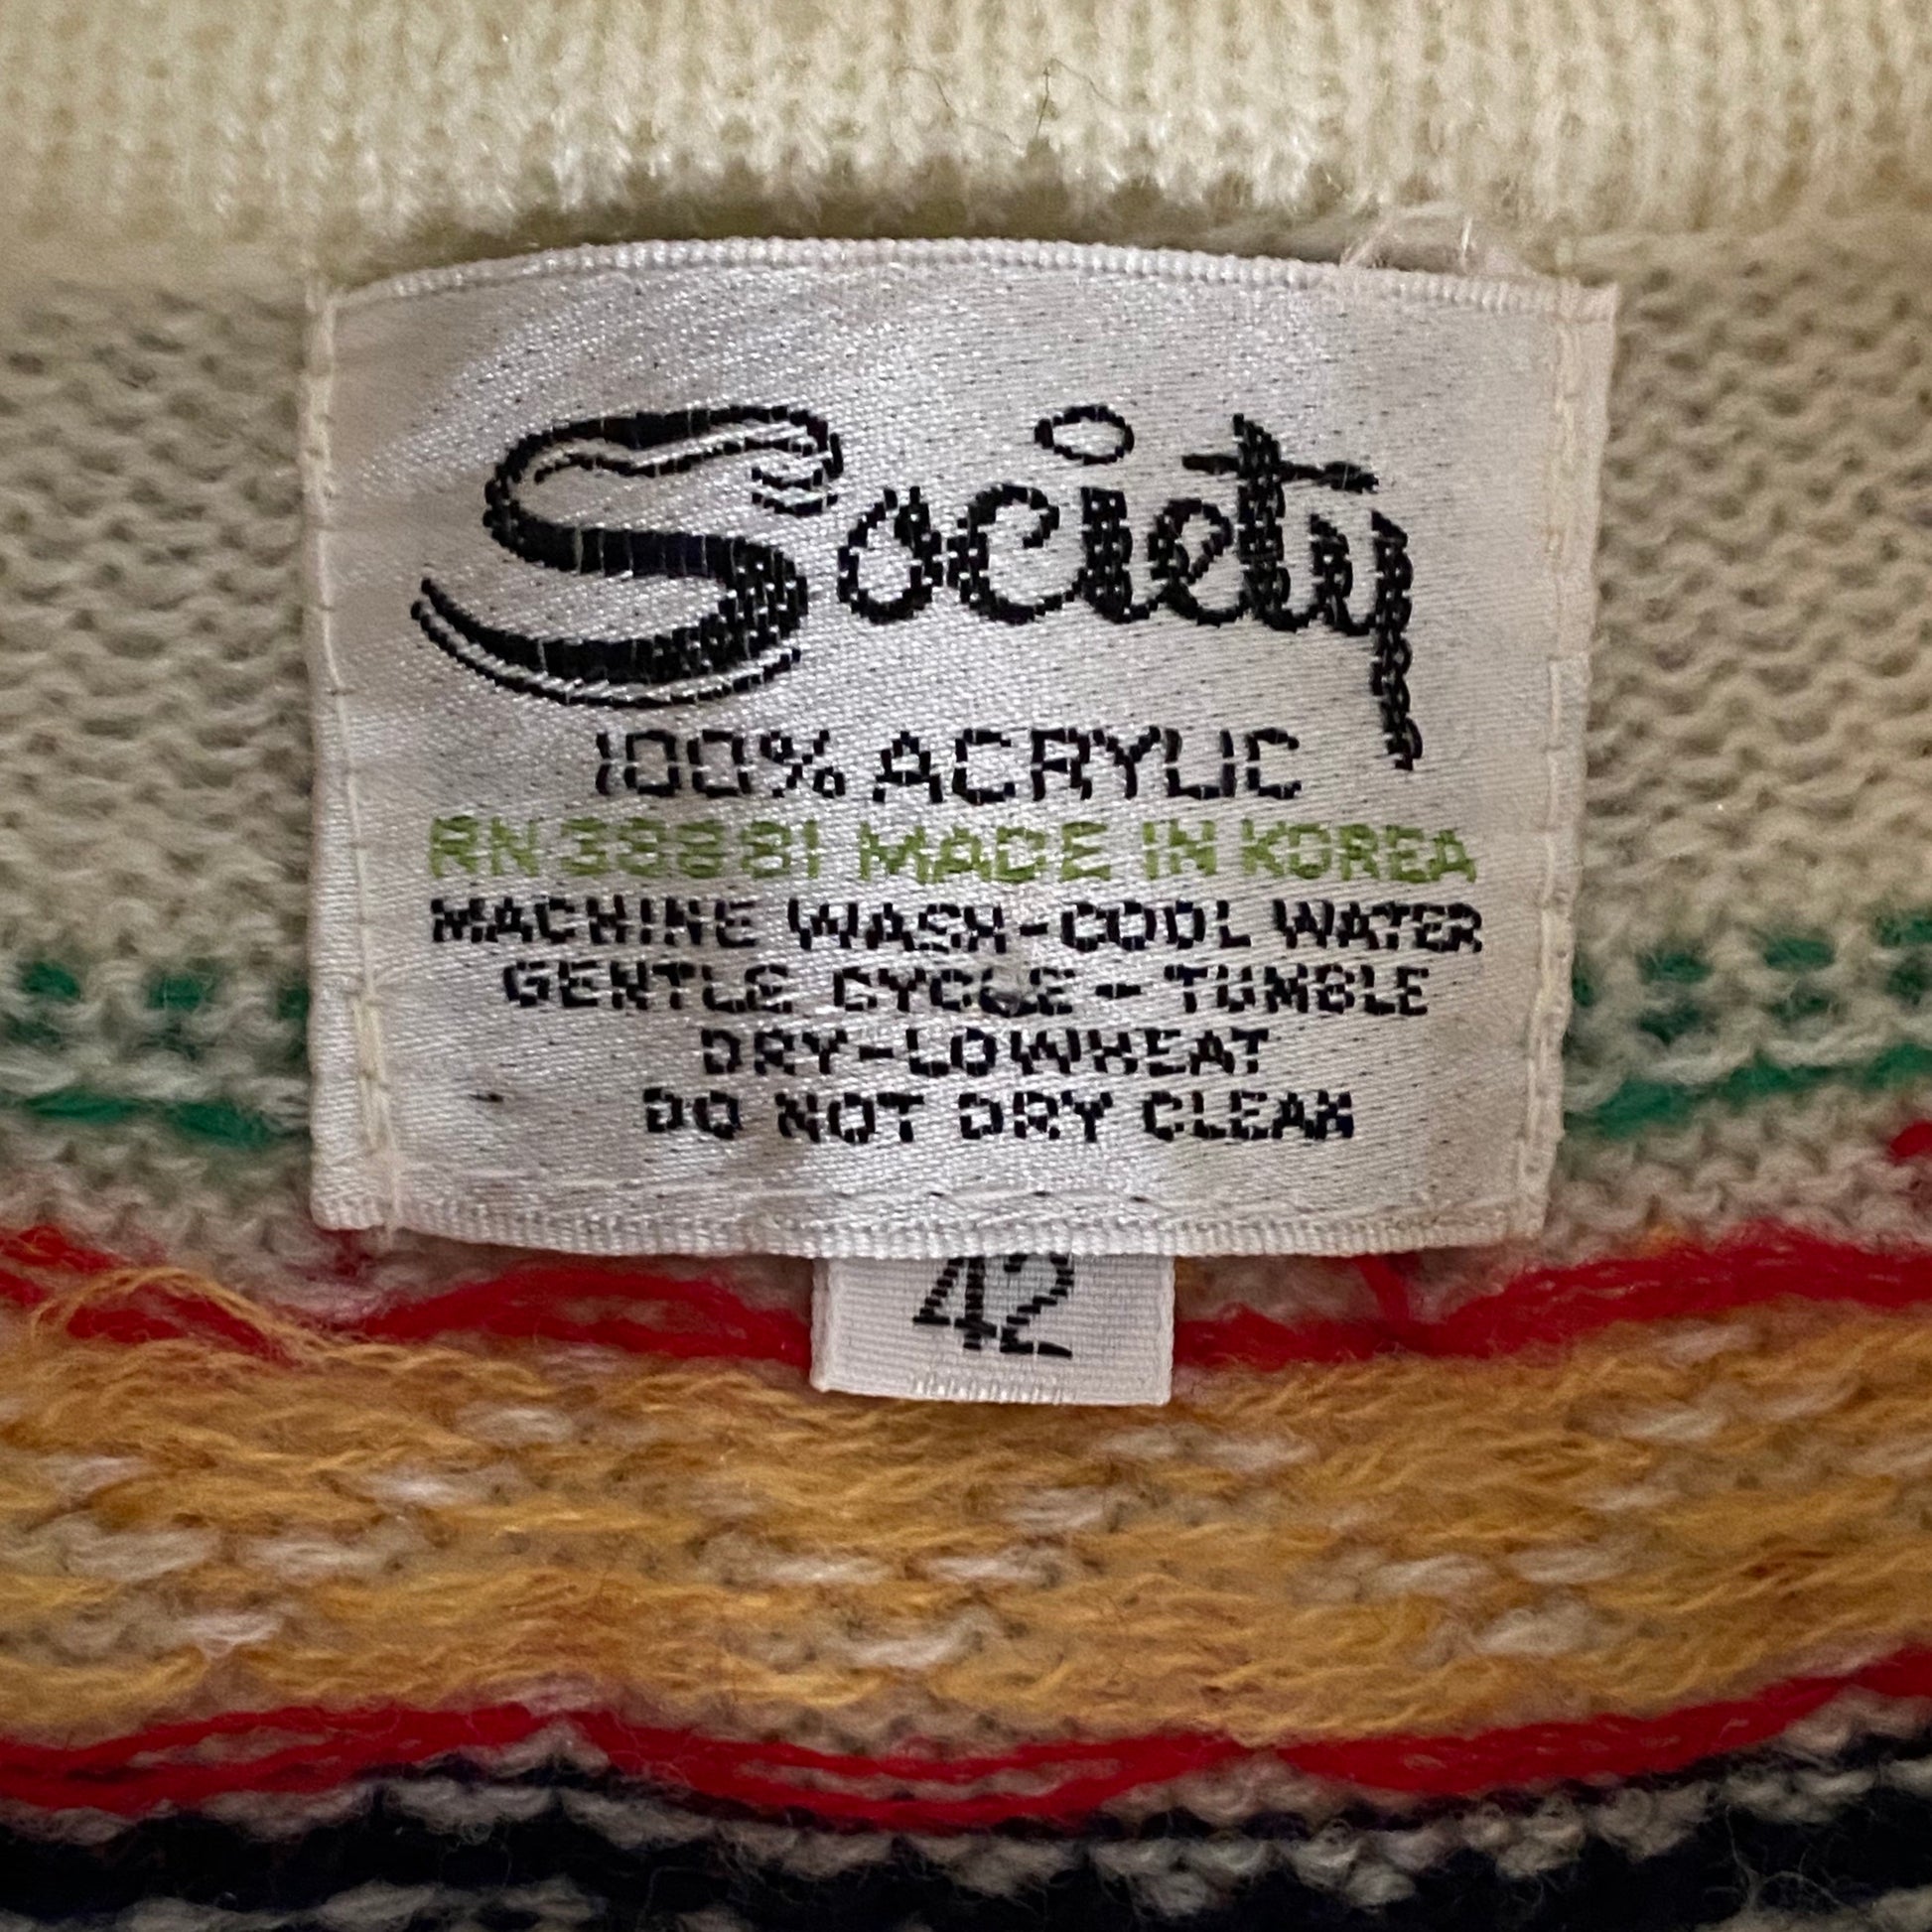 Society
100% ACRYLIC
RN 38881 MADE IN KOREA
MACHINE WASH-COOL WATER
GENTLE CYCLE - TUMBLE
DRY-LOW HEAT
DO NOT DRY CLEAN
42